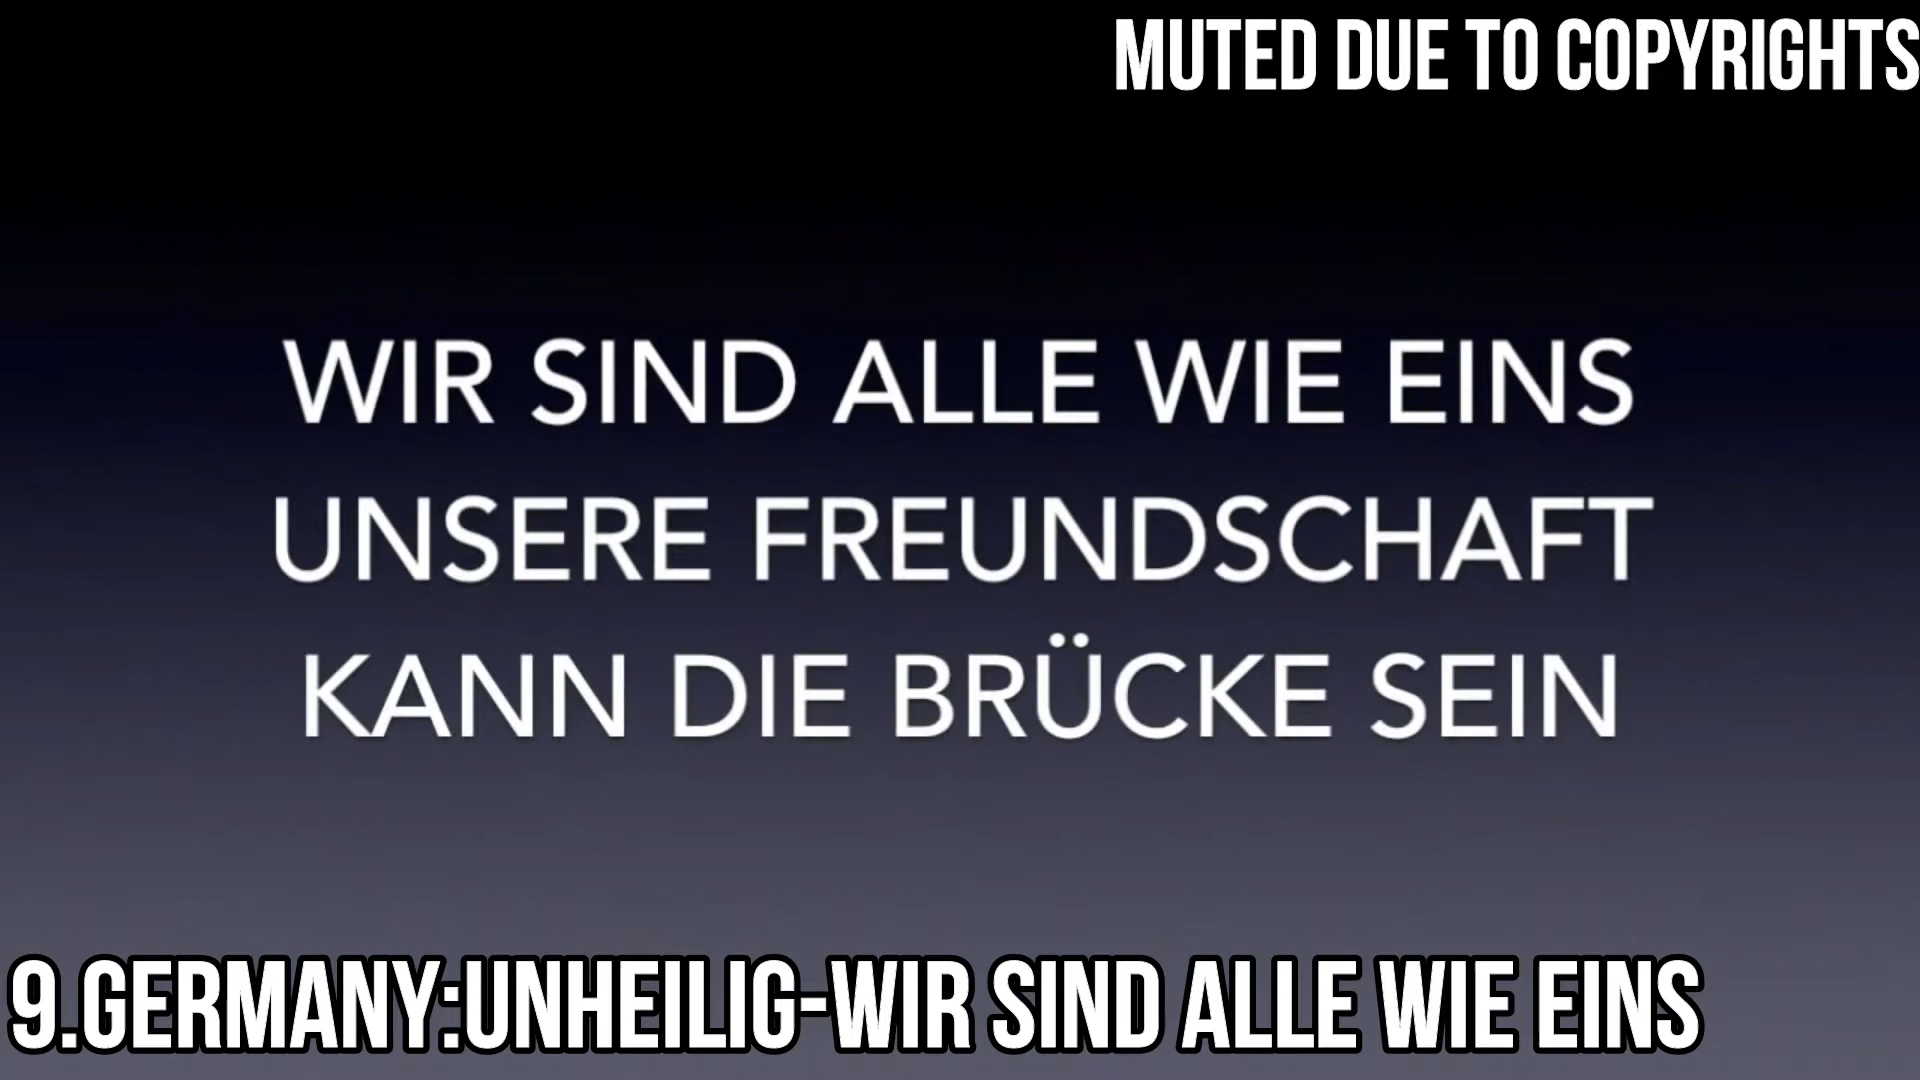 MUTED DUE TO COPYRIGHTS
WIR SIND ALLE WIE EINS
UNSERE FREUNDSCHAFT
KANN DIE BRÜCKE SEIN
9.GERMANY:UNHEILIG-WIR SIND ALLE WIE EINS